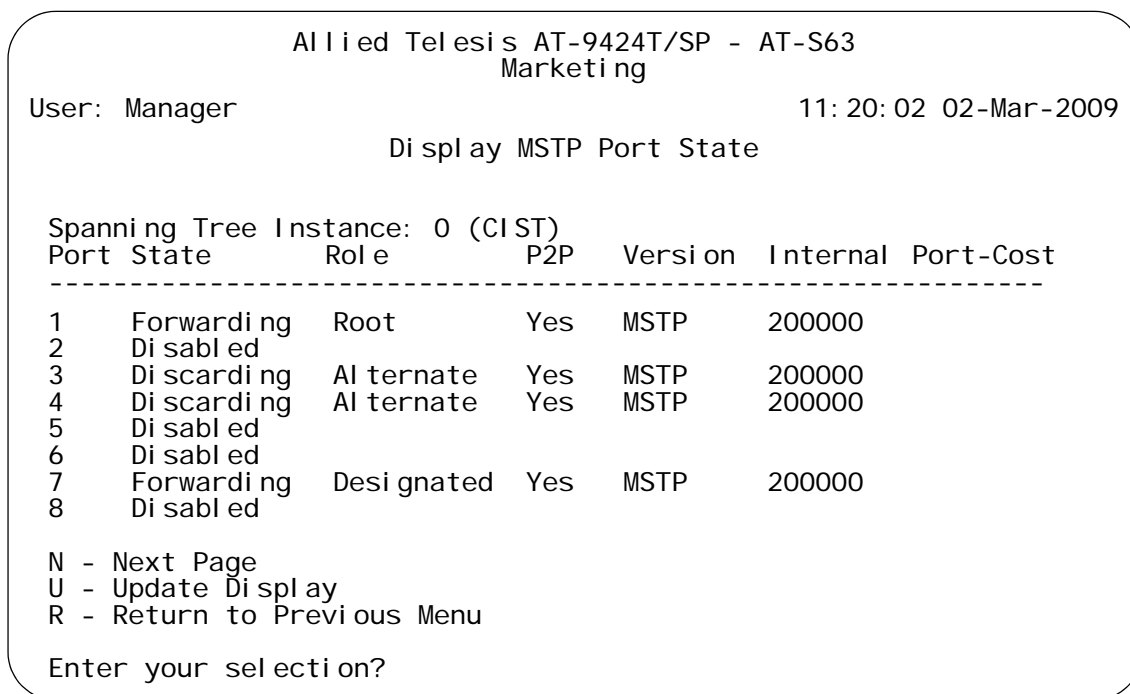 Allied Telesis AT-9424T/SP - AT-S63
Marketing
User: Manager 11:20:02 02-Mar-2009
Display MSTP Port State
Spanning Tree Instance: 0 (CIST)
Port State Role P2P Version Internal Port-Cost
---------------------------------------------------------------
1 Forwarding Root Yes MSTP 200000
2 Disabled
3 Discarding Alternate Yes MSTP 200000
4 Discarding Alternate Yes MSTP 200000
5 Disabled
6 Disabled
7 Forwarding Designated Yes MSTP 200000
8 Disabled
N - Next Page
U - Update Display
R - Return to Previous Menu
Enter your selection?